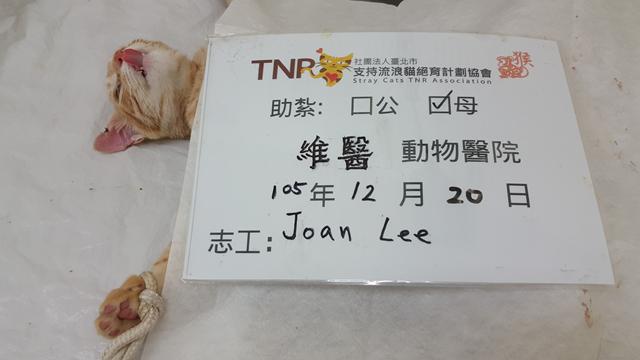 TNR 社團法人臺北市
支持流浪貓絕育計劃協會
Stray Cats TNR Association
猴
助紮: □公 ☑母
維醫 動物醫院
105年 12 月 20 日
志工: Joan Lee